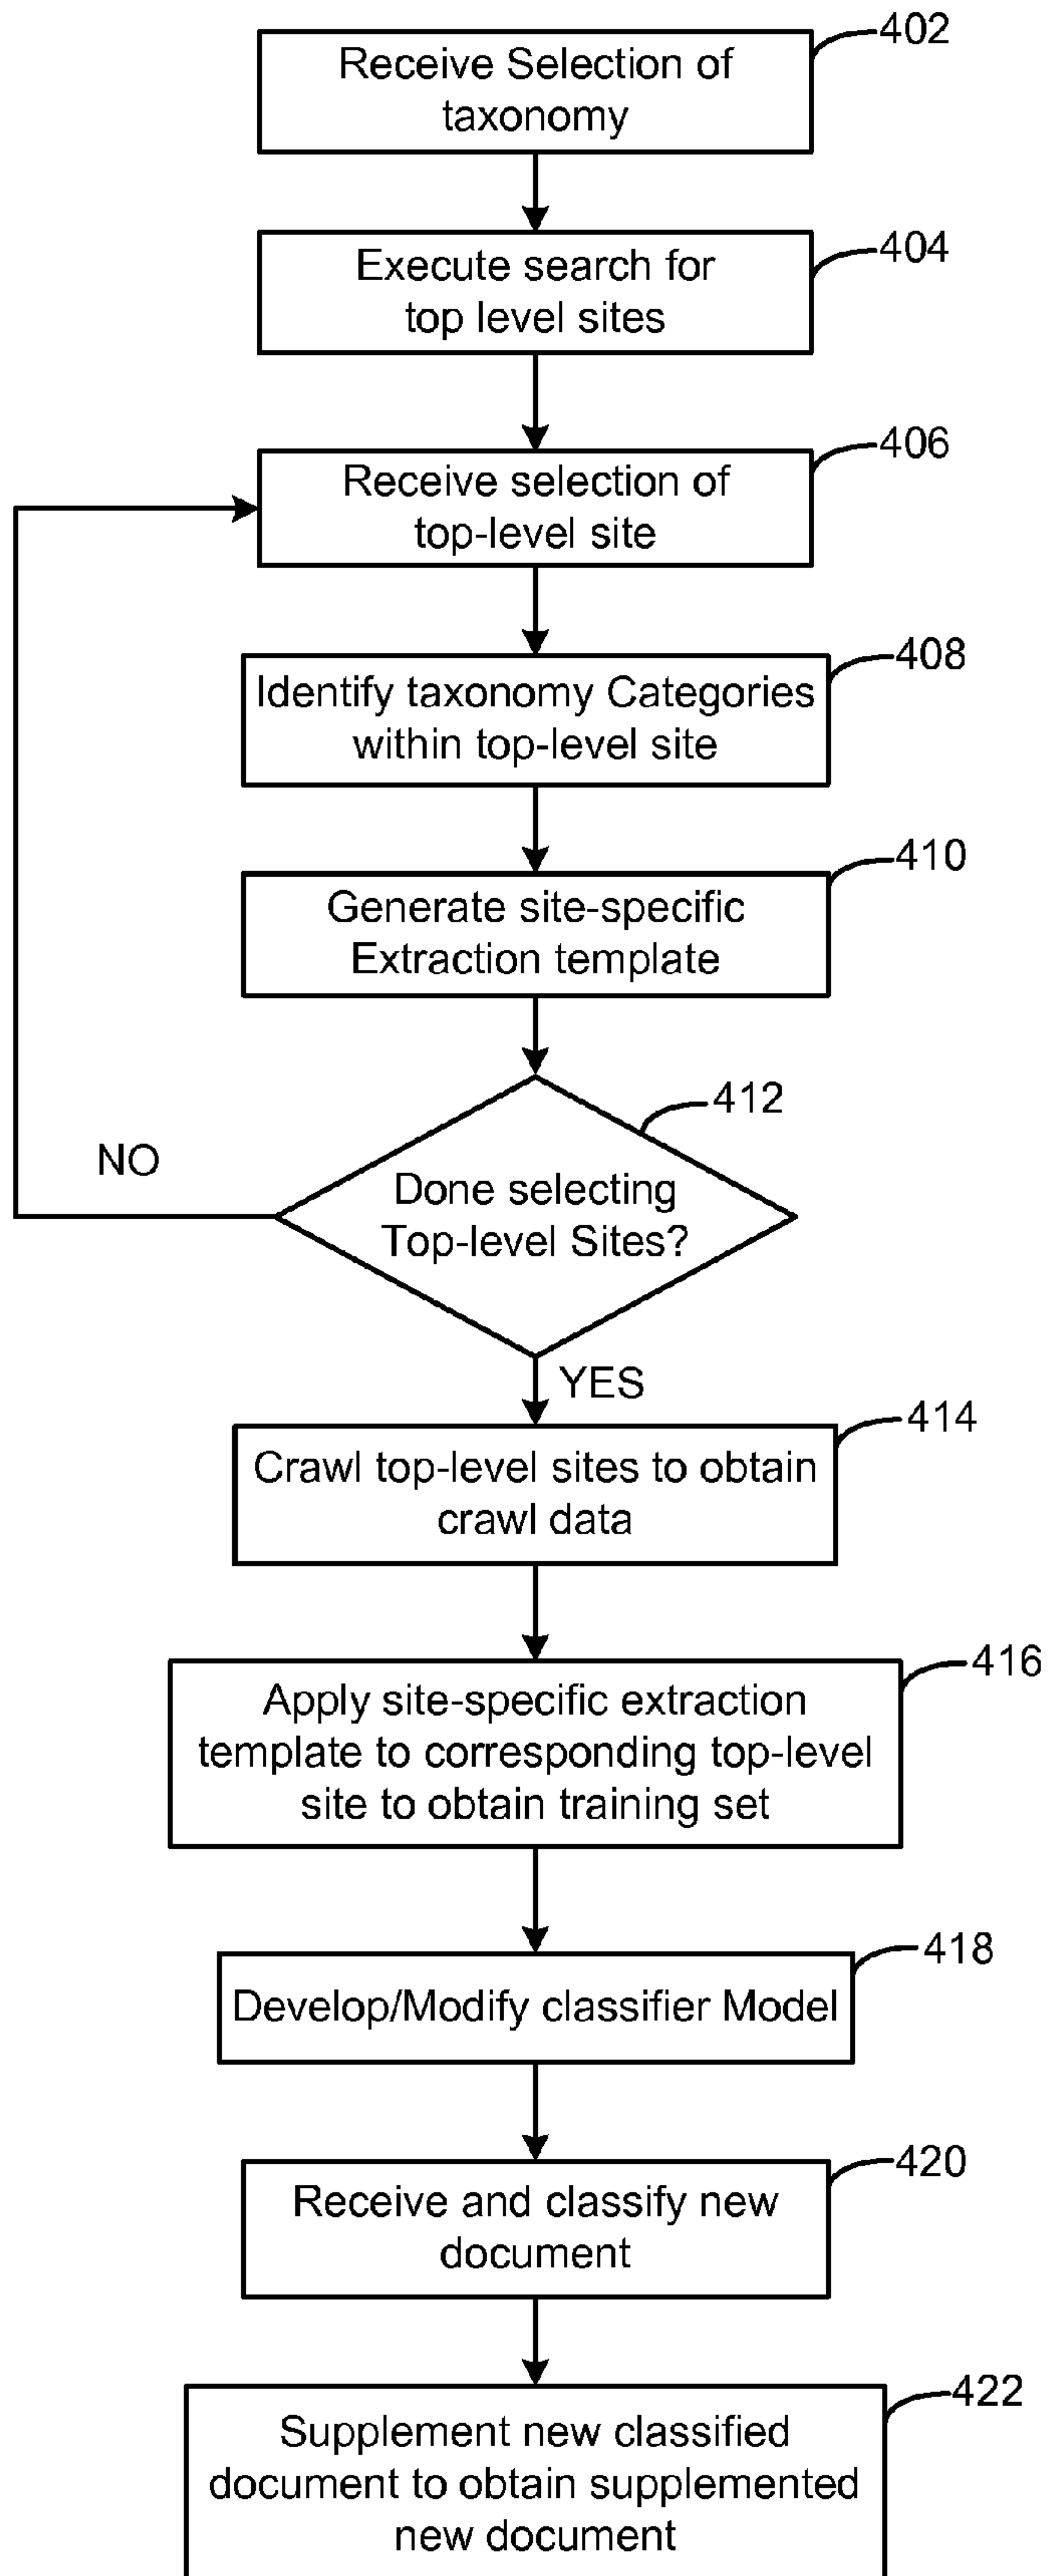 402
Receive Selection of
taxonomy
404
Execute search for
top level sites
406
Receive selection of
top-level site
408
Identify taxonomy Categories
within top-level site
410
Generate site-specific
Extraction template
412
NO
Done selecting
Top-level Sites?
YES
414
Crawl top-level sites to obtain
crawl data
416
Apply site-specific extraction
template to corresponding top-level
site to obtain training set
418
Develop/Modify classifier Model
420
Receive and classify new
document
422
Supplement new classified
document to obtain supplemented
new document